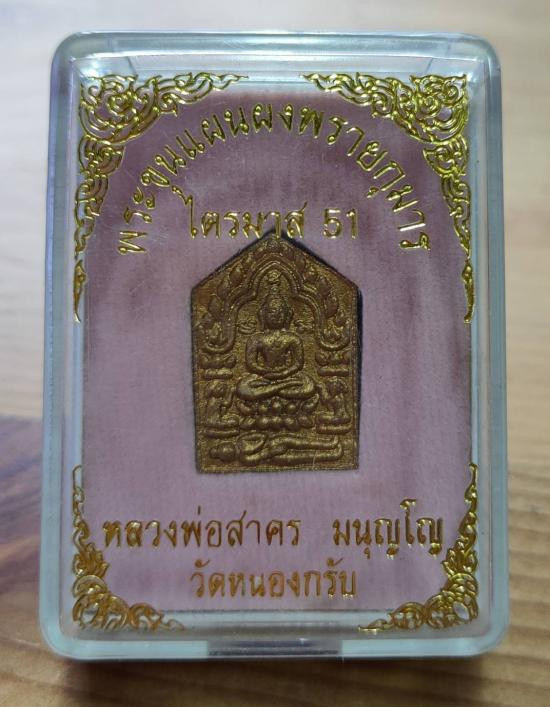 พระขุนแผนผงพรายกุมาร
ไตรมาส 51
หลวงพ่อสาคร มนุญโญ
วัดหนองกรับ